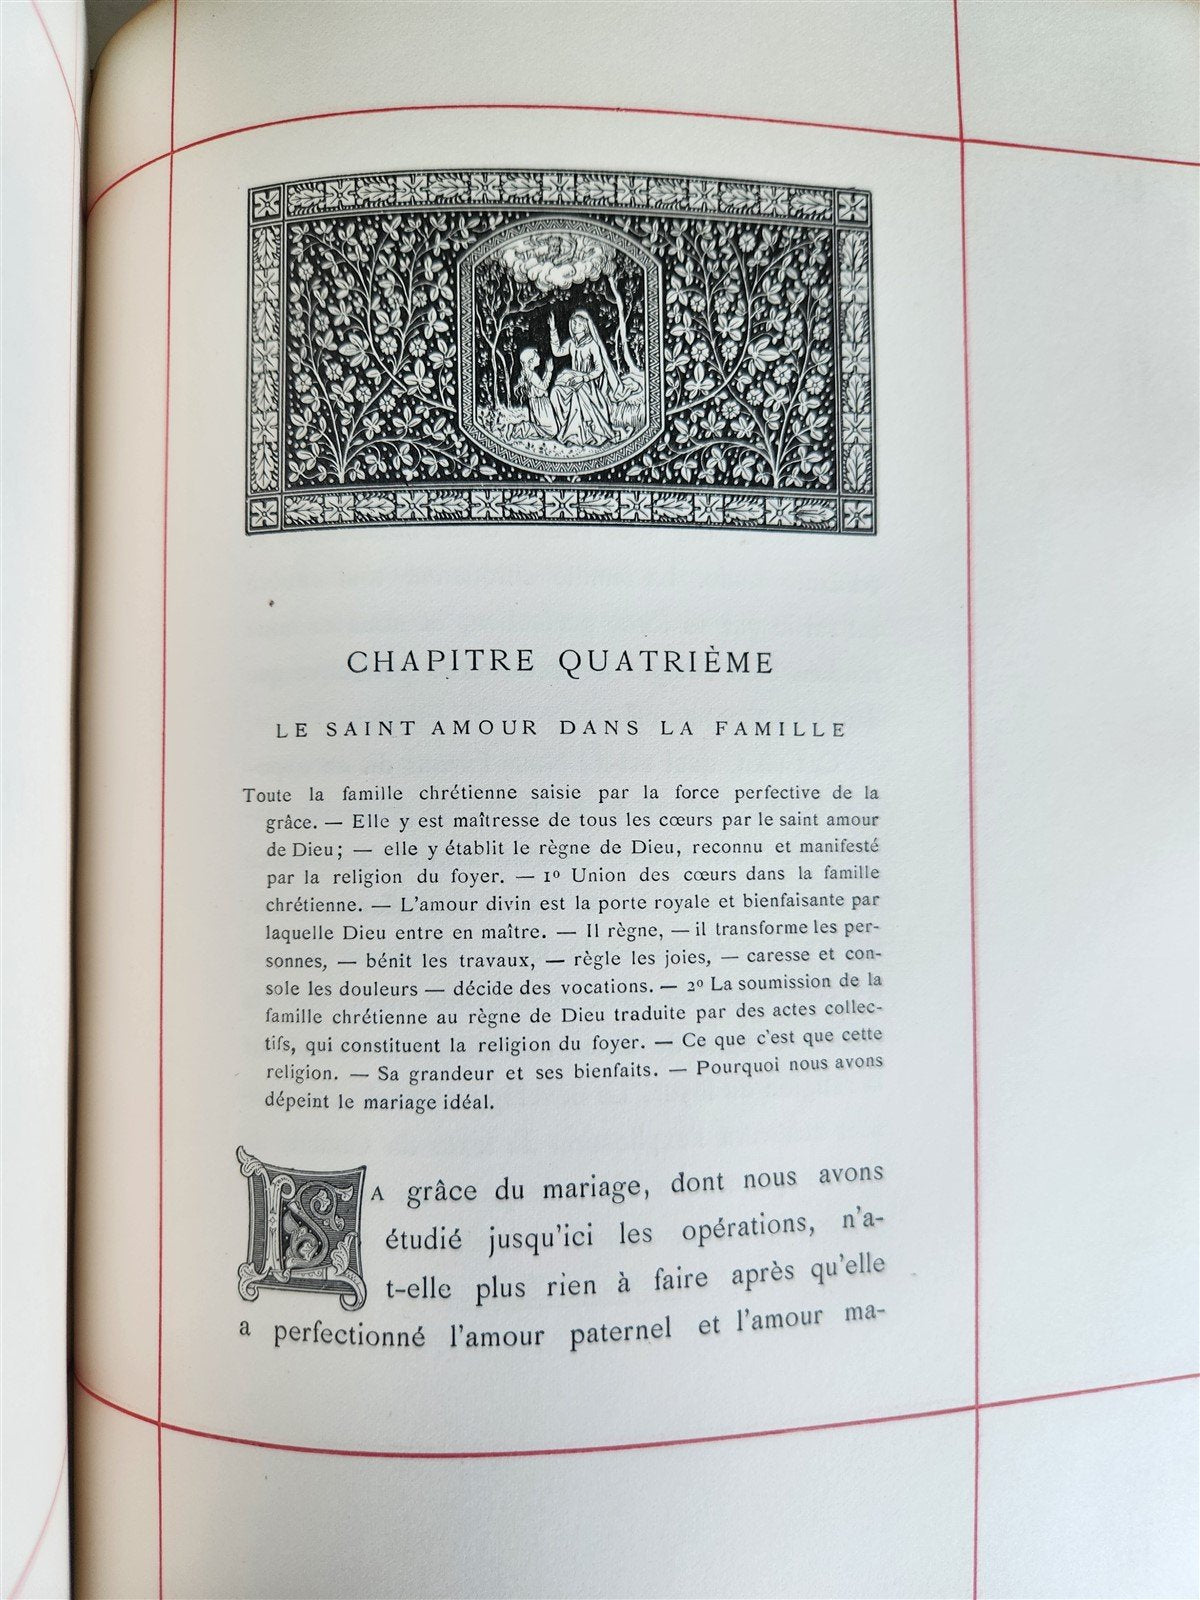 CHAPITRE QUATRIÈME
LE SAINT AMOUR DANS LA FAMILLE
Toute la famille chrétienne saisie par la force perfective de la
grâce. — Elle y est maîtresse de tous les cœurs par le saint amour
de Dieu; — elle y établit le règne de Dieu, reconnu et manifesté
par la religion du foyer. — 1º Union des cœurs dans la famille
chrétienne. — L'amour divin est la porte royale et bienfaisante par
laquelle Dieu entre en maître. — Il règne, — il transforme les per-
sonnes, — bénit les travaux, — règle les joies, — caresse et con-
sole les douleurs — décide des vocations. — 2º La soumission de la
famille chrétienne au règne de Dieu traduite par des actes collec-
tifs, qui constituent la religion du foyer. — Ce que c'est que cette
religion. — Sa grandeur et ses bienfaits. — Pourquoi nous avons
dépeint le mariage idéal.
LA grâce du mariage, dont nous avons
étudié jusqu'ici les opérations, n'a-
t-elle plus rien à faire après qu'elle
a perfectionné l'amour paternel et l'amour ma-